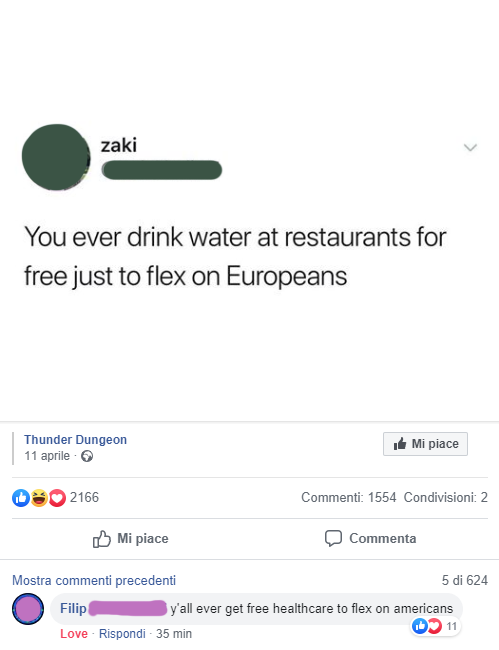 zaki
You ever drink water at restaurants for
free just to flex on Europeans
Thunder Dungeon
Mi piace
11 aprile ·
2166
Commenti: 1554 Condivisioni: 2
Mi piace
Commenta
Mostra commenti precedenti
5 di 624
Filip y'all ever get free healthcare to flex on americans
11
Love · Rispondi · 35 min